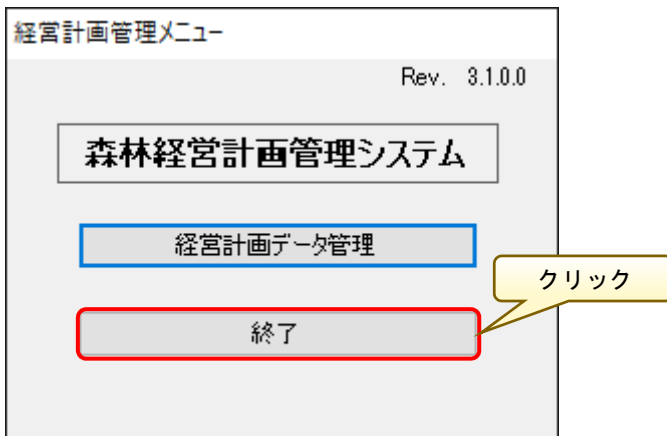 経営計画管理メニュー
Rev. 3.1.0.0
森林経営計画管理システム
経営計画データ管理
クリック
終了